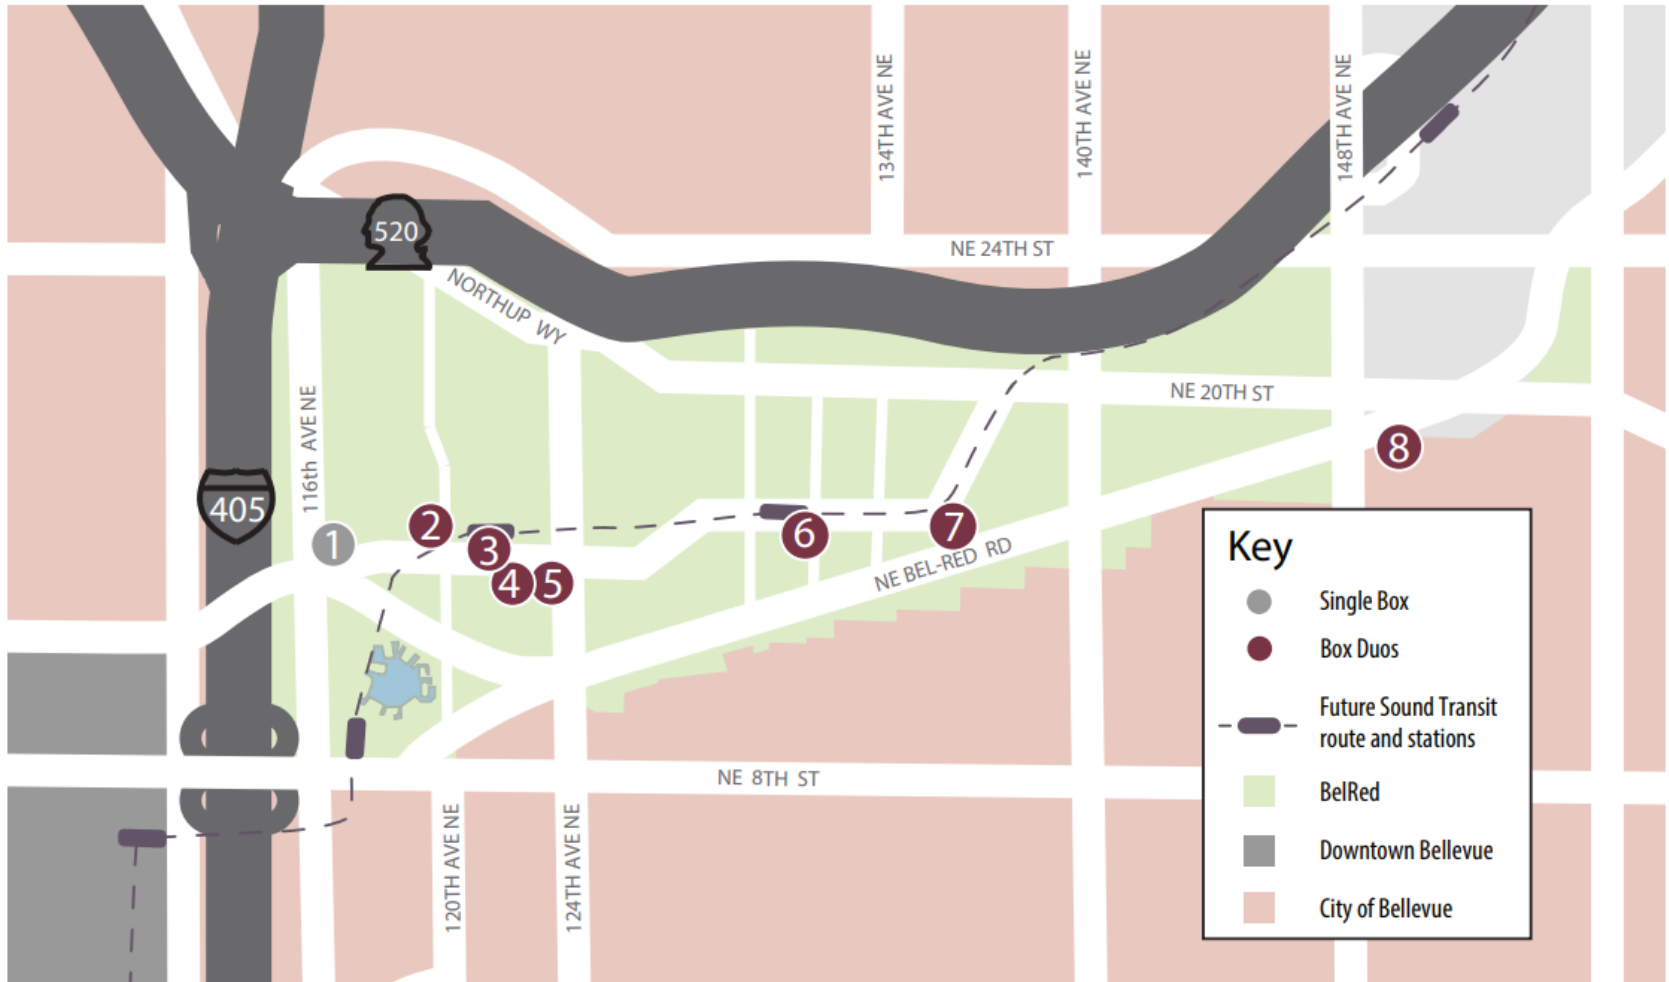 134TH AVE NE
140TH AVE NE
148TH AVE NE
520
NE 24TH ST
NORTHUP WY
NE 20TH ST
116th AVE NE
405
8
1
2
3
4
5
6
7
NE BEL-RED RD
NE 8TH ST
120TH AVE NE
124TH AVE NE
Key
Single Box
Box Duos
Future Sound Transit
route and stations
BelRed
Downtown Bellevue
City of Bellevue